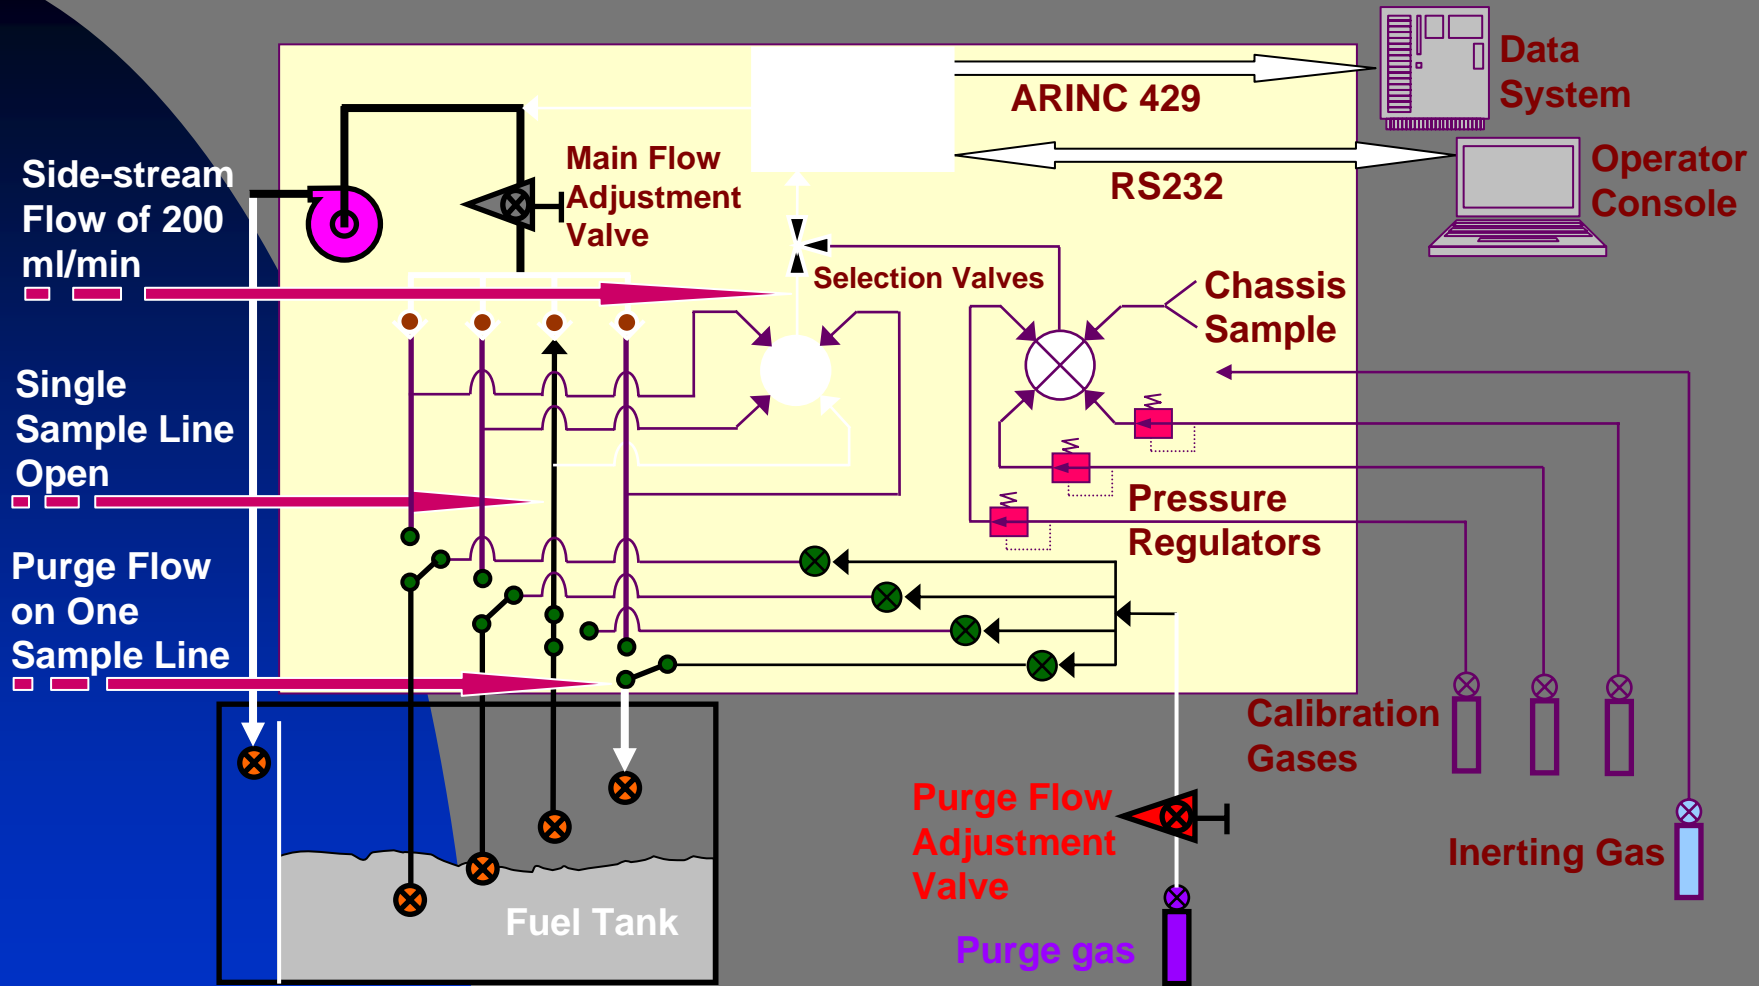 Data
System
ARINC 429
Operator
Console
RS232
Main Flow
Adjustment
Valve
Side-stream
Flow of 200
ml/min
Selection Valves
Chassis
Sample
Single
Sample Line
Open
Pressure
Regulators
Purge Flow
on One
Sample Line
Calibration
Gases
Purge Flow
Adjustment
Valve
Inerting Gas
Fuel Tank
Purge gas